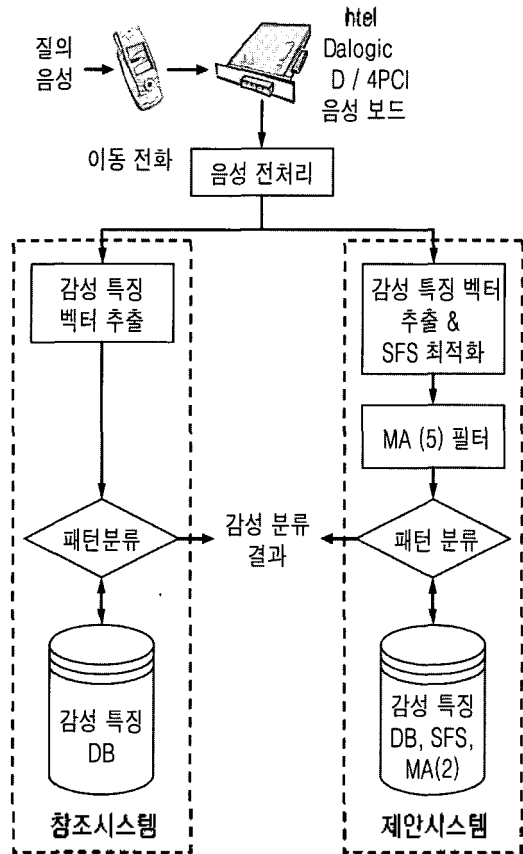 질의
음성
htel
Dalogic
D / 4PCI
음성 보드
이동 전화
음성 전처리
감성 특징
벡터 추출
감성 특징 벡터
추출 &
SFS 최적화
MA (5) 필터
패턴분류
감성 분류
결과
패턴 분류
감성 특징
DB
감성 특징
DB, SFS,
MA(2)
참조시스템
제안시스템